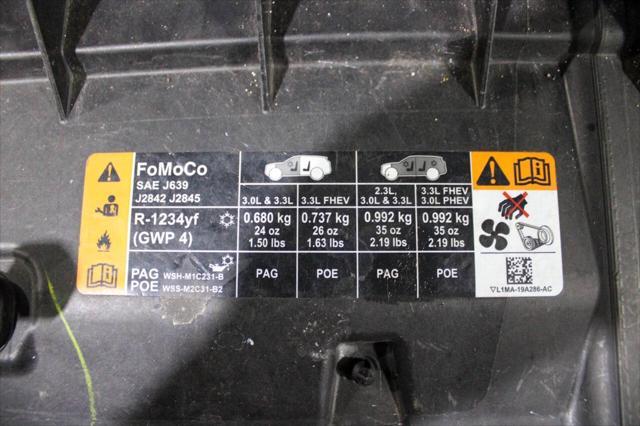 FoMoCo
SAE J639
J2842 J2845
3.0L & 3.3L
3.3L FHEV
2.3L,
3.0L & 3.3L
3.3L FHEV
3.0L PHEV
R-1234yf
(GWP 4)
0.680 kg
24 oz
1.50 lbs
0.737 kg
26 oz
1.63 lbs
0.992 kg
35 oz
2.19 lbs
0.992 kg
35 oz
2.19 lbs
PAG WSH-M1C231-B
POE WSS-M2C31-B2
PAG
POE
PAG
POE
L1MA-19A286-AC